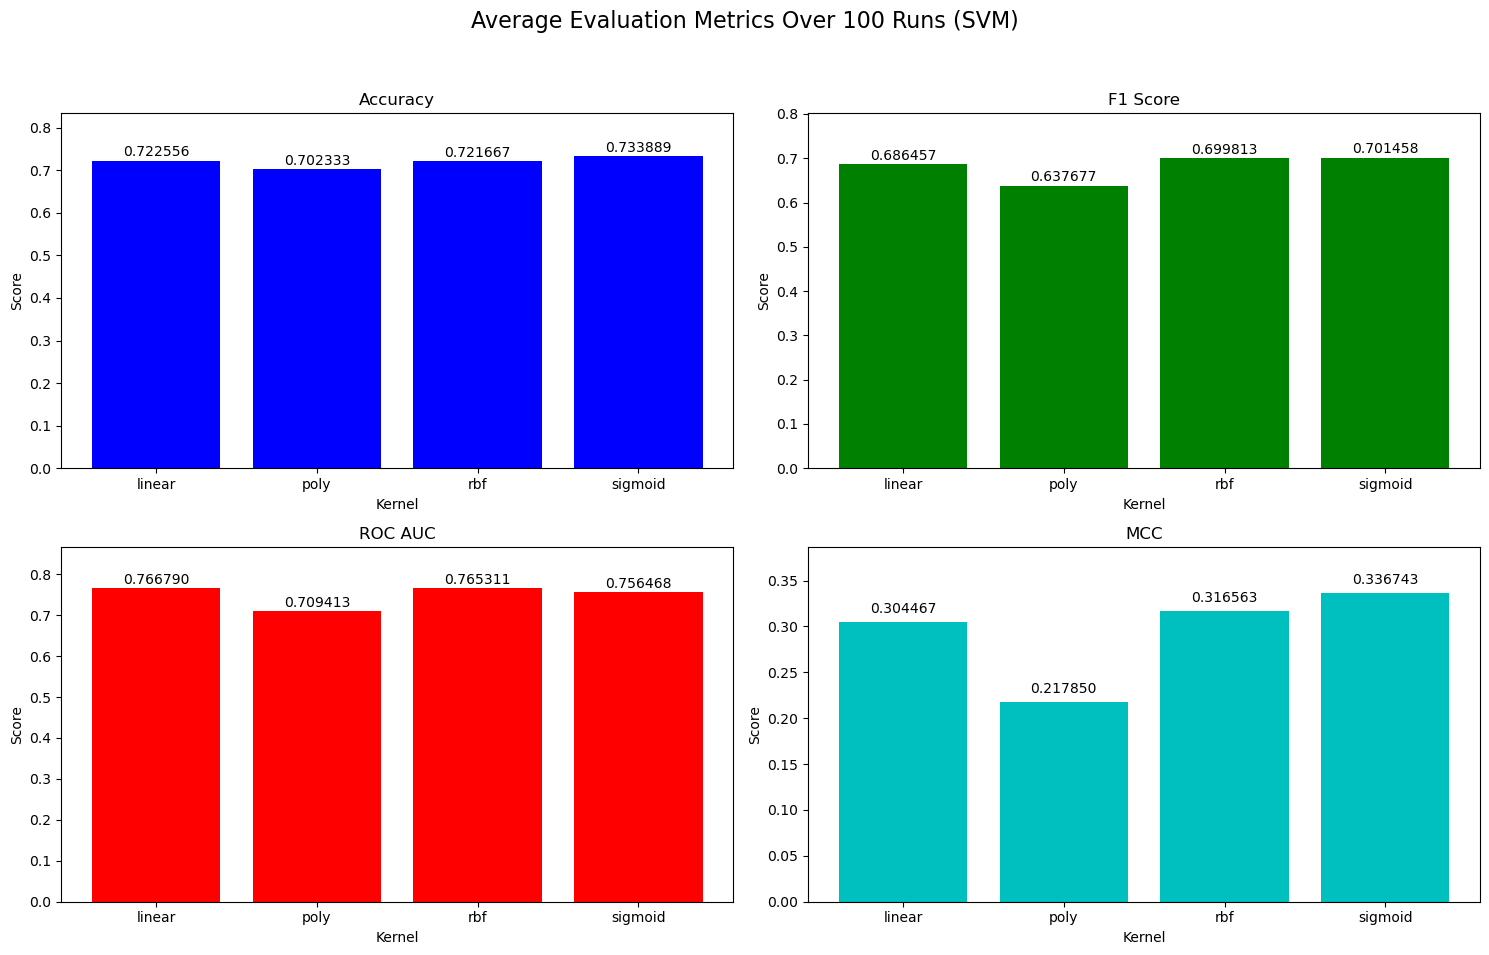 Average Evaluation Metrics Over 100 Runs (SVM)
Accuracy
0.8
0.7
0.6
0.5
0.4
0.3
0.2
0.1
0.0
Score
0.722556
0.702333
0.721667
0.733889
linear
poly
rbf
sigmoid
Kernel
F1 Score
0.8
0.7
0.6
0.5
0.4
0.3
0.2
0.1
0.0
Score
0.686457
0.637677
0.699813
0.701458
linear
poly
rbf
sigmoid
Kernel
ROC AUC
0.8
0.7
0.6
0.5
0.4
0.3
0.2
0.1
0.0
Score
0.766790
0.709413
0.765311
0.756468
linear
poly
rbf
sigmoid
Kernel
MCC
0.35
0.30
0.25
0.20
0.15
0.10
0.05
0.00
Score
0.304467
0.217850
0.316563
0.336743
linear
poly
rbf
sigmoid
Kernel